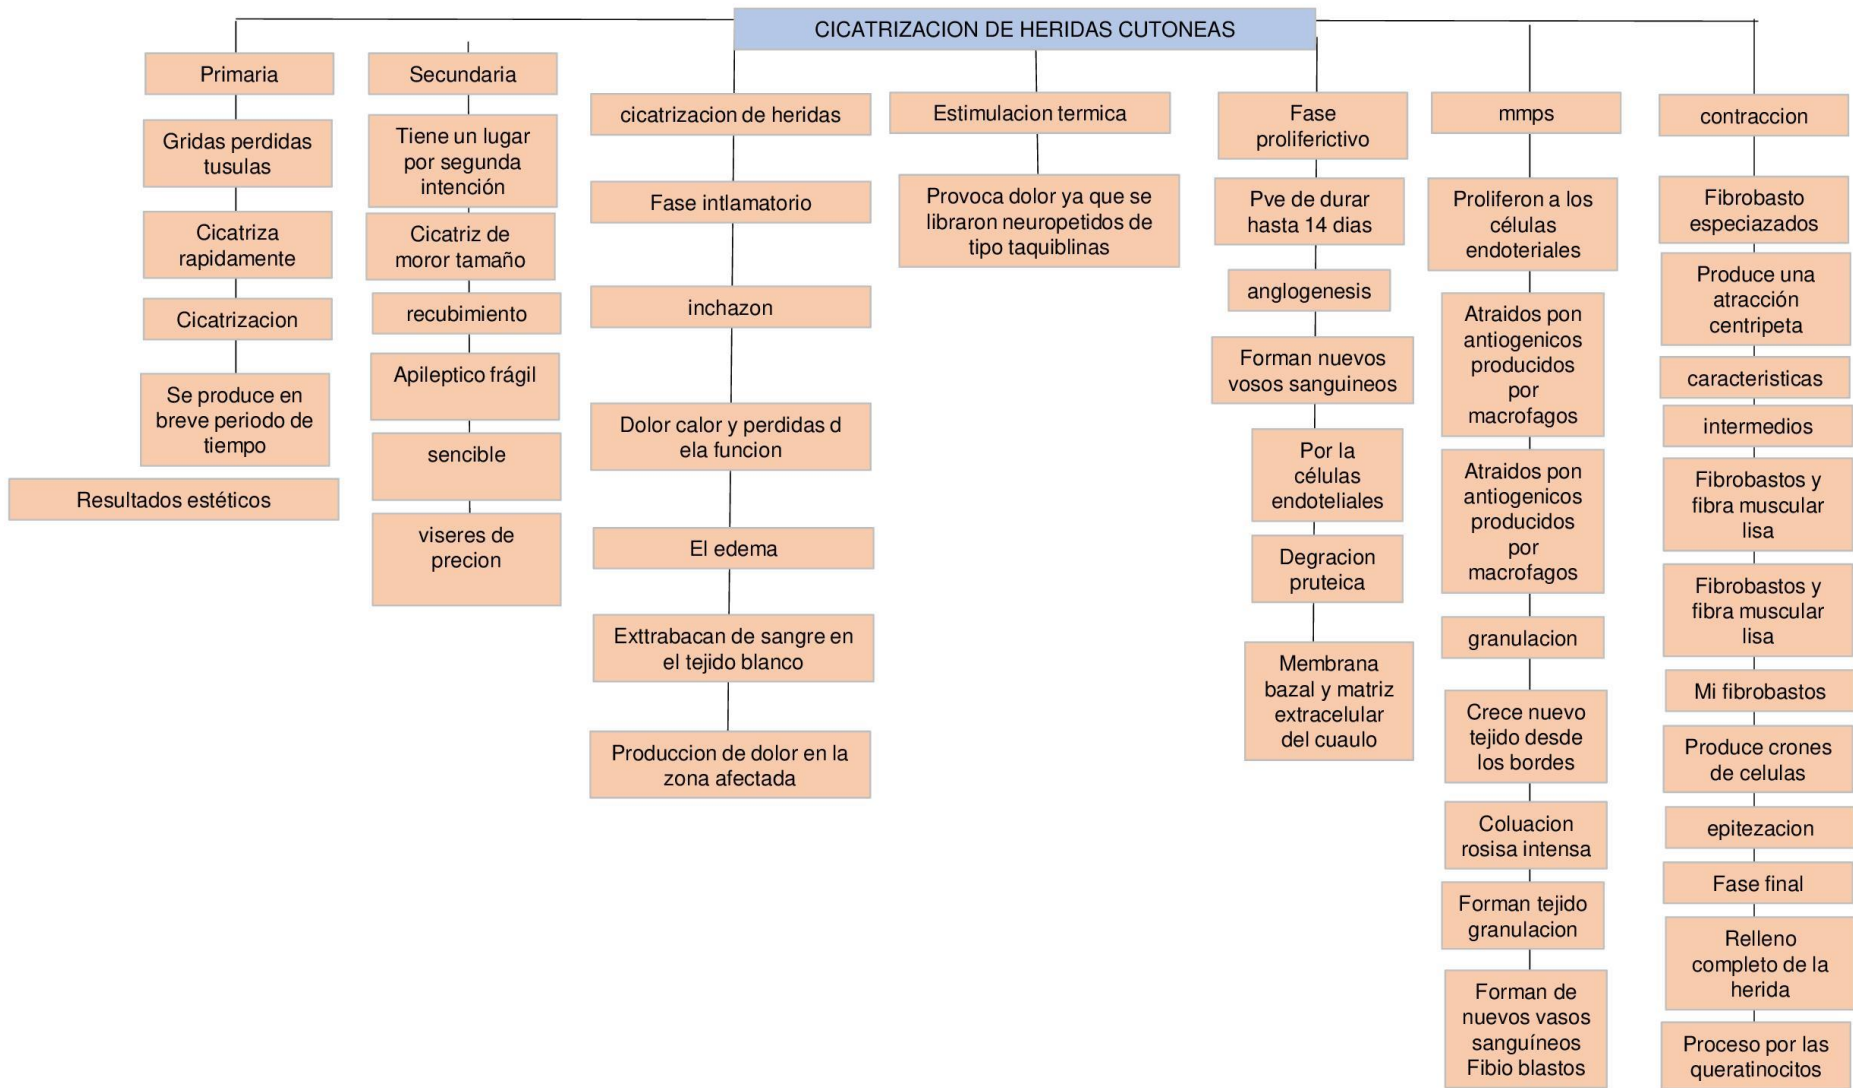 CICATRIZACION DE HERIDAS CUTONEAS
Primaria
Gridas perdidas
tusulas
Cicatriza
rapidamente
Cicatrizacion
Se produce en
breve periodo de
tiempo
Resultados estéticos
Secundaria
Tiene un lugar
por segunda
intención
Cicatriz de
moror tamaño
recubimiento
Apileptico frágil
sencible
viseres de
precion
cicatrizacion de heridas
Fase intlamatorio
inchazon
Dolor calor y perdidas d
ela funcion
El edema
Exttrabacan de sangre en
el tejido blanco
Produccion de dolor en la
zona afectada
Estimulacion termica
Provoca dolor ya que se
libraron neuropetidos de
tipo taquiblinas
Fase
proliferictivo
Pve de durar
hasta 14 dias
anglogenesis
Forman nuevos
vosos sanguineos
Por la
células
endoteliales
Degracion
pruteica
Membrana
bazal y matriz
extracelular
del cuaulo
mmps
Proliferon a los
células
endoteriales
Atraidos pon
antiogenicos
producidos
por
macrofagos
Atraidos pon
antiogenicos
producidos
por
macrofagos
granulacion
Crece nuevo
tejido desde
los bordes
Coluacion
rosisa intensa
Forman tejido
granulacion
Forman de
nuevos vasos
sanguíneos
Fibio blastos
contraccion
Fibrobasto
especiazados
Produce una
atracción
centripeta
caracteristicas
intermedios
Fibrobastos y
fibra muscular
lisa
Fibrobastos y
fibra muscular
lisa
Mi fibrobastos
Produce crones
de celulas
epitezacion
Fase final
Relleno
completo de la
herida
Proceso por las
queratinocitos